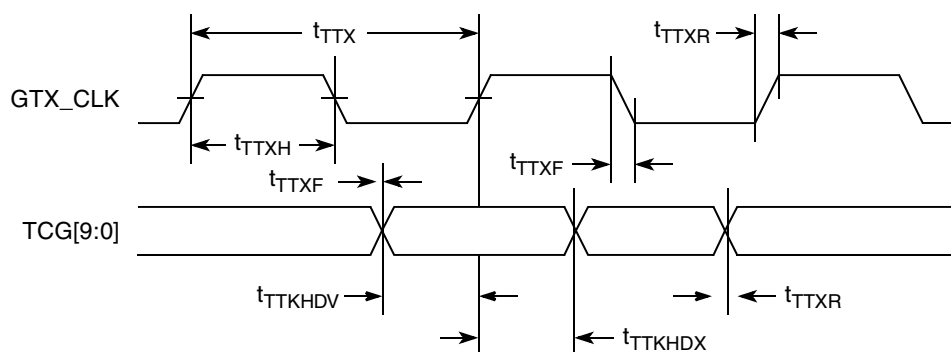 tTTX
tTTXR
GTX_CLK
tTTXH
tTTXF
tTTXF
TCG[9:0]
tTTKHDV
tTTXR
tTTKHDX